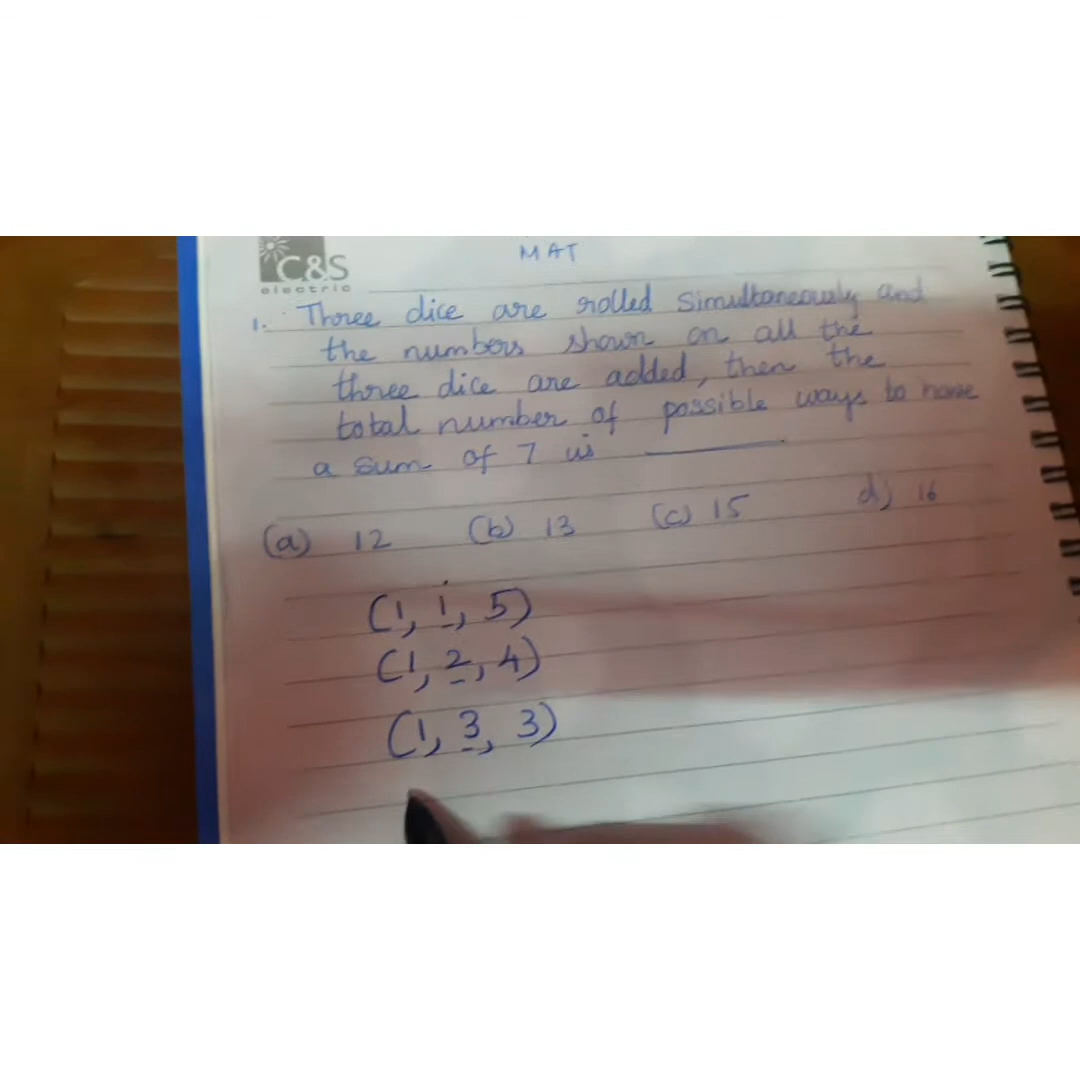 C&S
electric
MAT
1. Three dice are rolled simultaneously and
the numbers shown on all the
three dice are added, then the
total number of possible ways to have
a sum of 7 is ______
(a) 12 (b) 13 (c) 15 d) 16
(1, 1, 5)
(1, 2, 4)
(1, 3, 3)